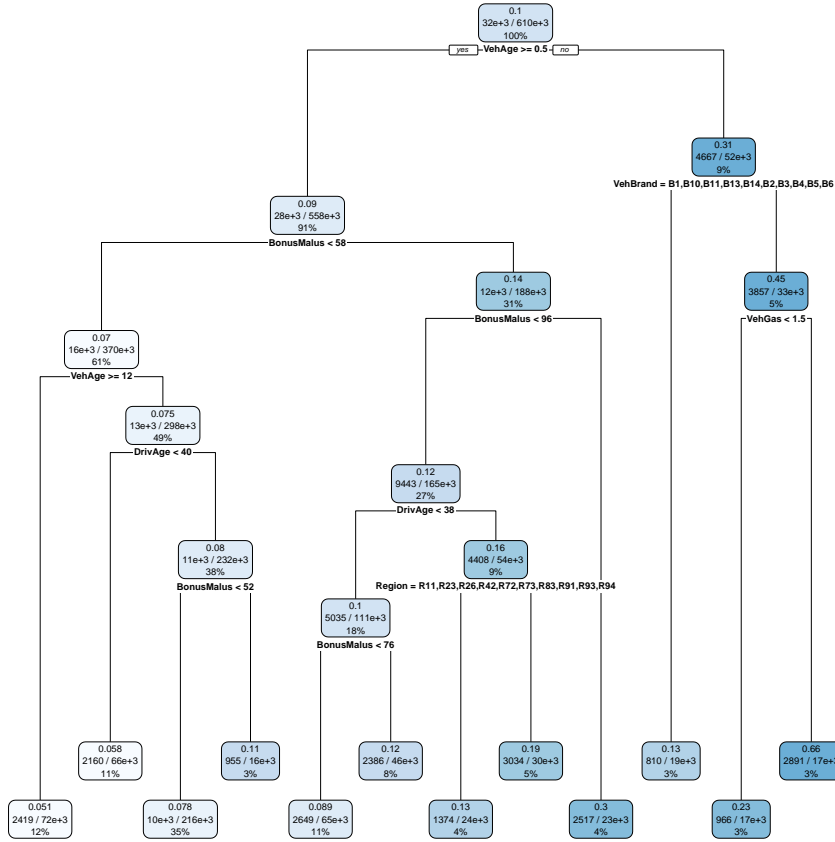 0.1
32e+3 / 610e+3
100%
yes VehAge >= 0.5 no
0.31
4667 / 52e+3
9%
VehBrand = B1,B10,B11,B13,B14,B2,B3,B4,B5,B6
0.09
28e+3 / 558e+3
91%
BonusMalus < 58
0.14
12e+3 / 188e+3
31%
BonusMalus < 96
0.45
3857 / 33e+3
5%
VehGas < 1.5
0.07
16e+3 / 370e+3
61%
VehAge >= 12
0.075
13e+3 / 298e+3
49%
DrivAge < 40
0.12
9443 / 165e+3
27%
DrivAge < 38
0.08
11e+3 / 232e+3
38%
BonusMalus < 52
0.16
4408 / 54e+3
9%
Region = R11,R23,R26,R42,R72,R73,R83,R91,R93,R94
0.1
5035 / 111e+3
18%
BonusMalus < 76
0.058
2160 / 66e+3
11%
0.11
955 / 16e+3
3%
0.12
2386 / 46e+3
8%
0.19
3034 / 30e+3
5%
0.13
810 / 19e+3
3%
0.66
2891 / 17e+3
3%
0.051
2419 / 72e+3
12%
0.078
10e+3 / 216e+3
35%
0.089
2649 / 65e+3
11%
0.13
1374 / 24e+3
4%
0.3
2517 / 23e+3
4%
0.23
966 / 17e+3
3%